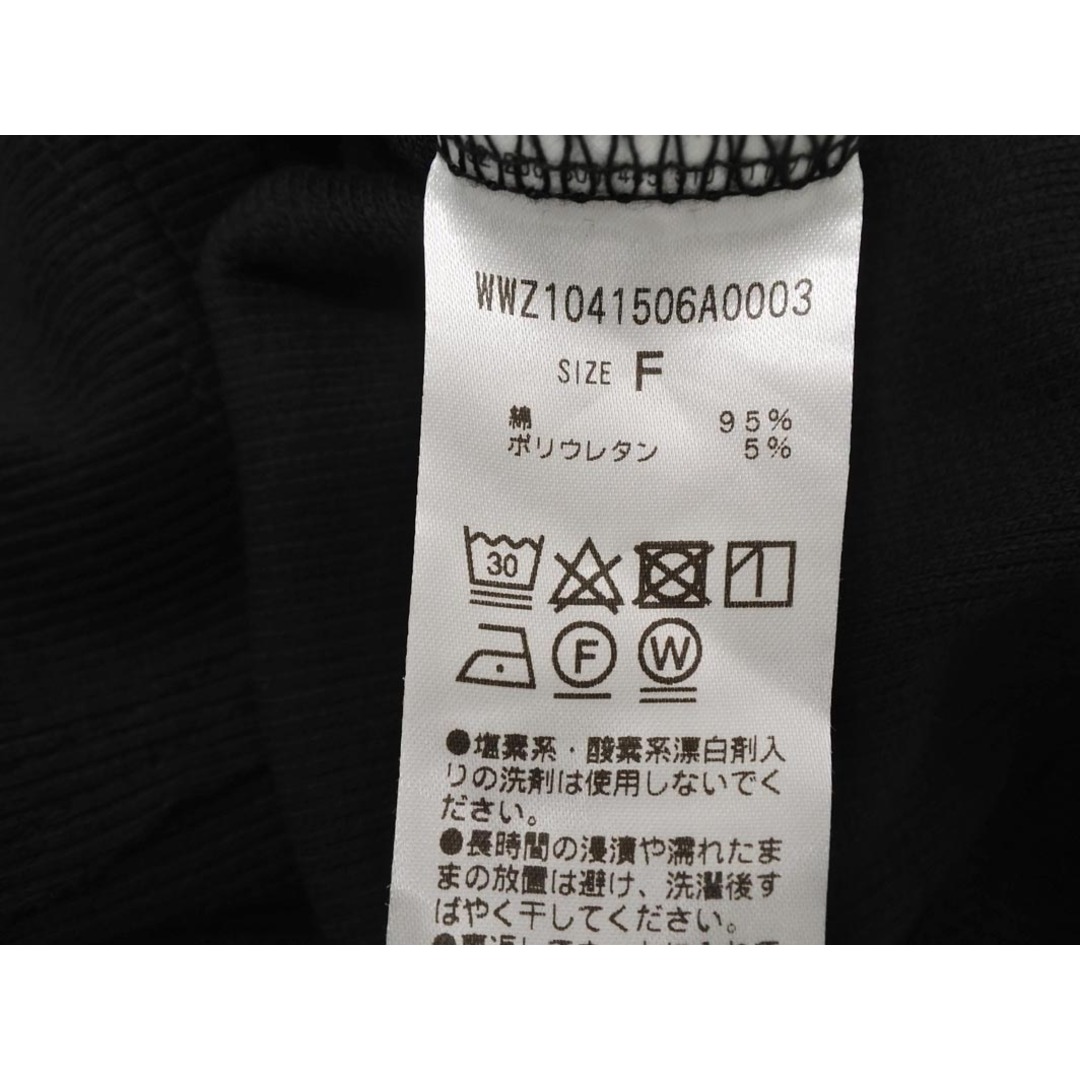 WWZ1041506A0003
SIZE F
綿 95%
ポリウレタン 5%
30
F W
●塩素系・酸素系漂白剤入
りの洗剤は使用しないでく
ださい。
●長時間の浸漬や濡れたま
まの放置は避け、洗濯後す
ばやく干してください。